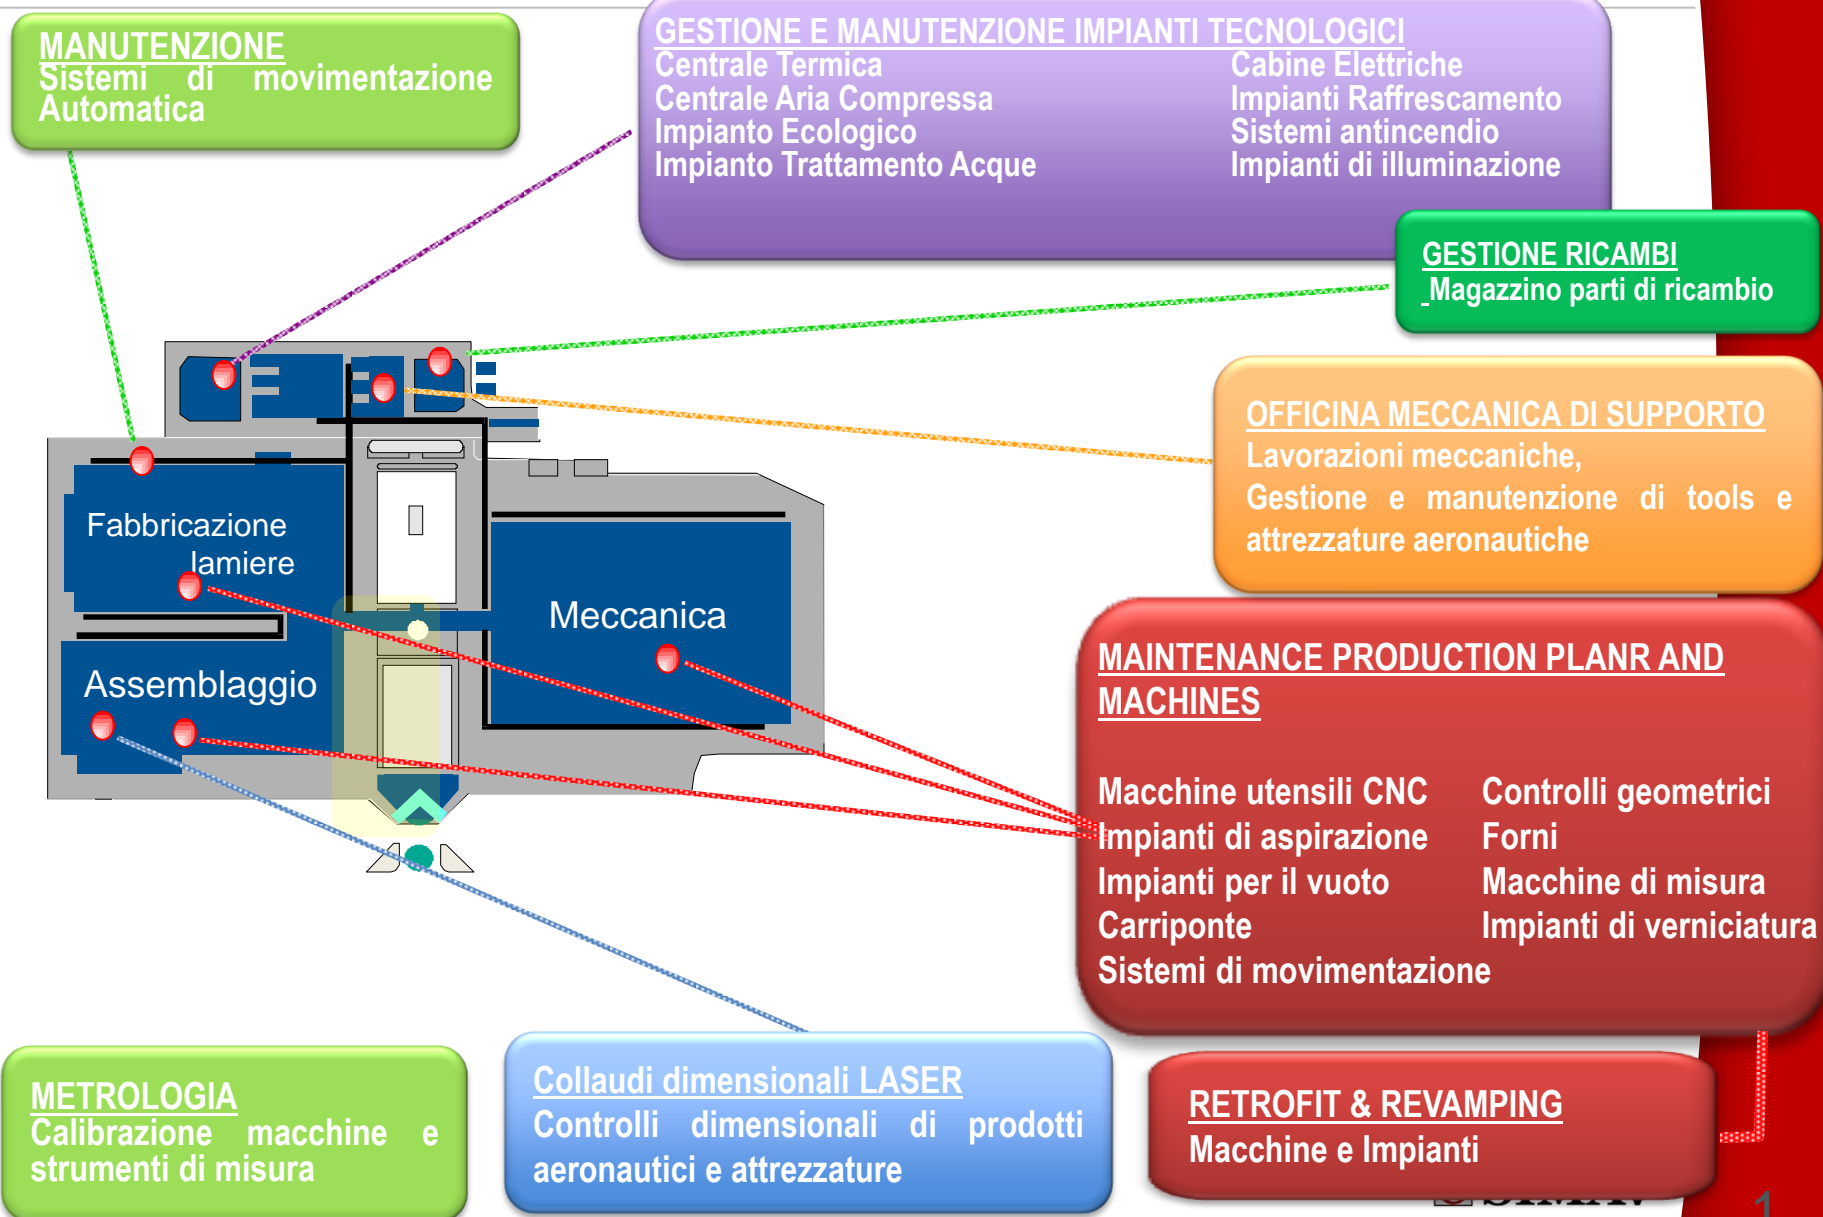 MANUTENZIONE
Sistemi di movimentazione
Automatica
GESTIONE E MANUTENZIONE IMPIANTI TECNOLOGICI
Centrale Termica Cabine Elettriche
Centrale Aria Compressa Impianti Raffrescamento
Impianto Ecologico Sistemi antincendio
Impianto Trattamento Acque Impianti di illuminazione
GESTIONE RICAMBI
Magazzino parti di ricambio
OFFICINA MECCANICA DI SUPPORTO
Lavorazioni meccaniche,
Gestione e manutenzione di tools e
attrezzature aeronautiche
Fabbricazione
lamiere
Meccanica
Assemblaggio
MAINTENANCE PRODUCTION PLANR AND
MACHINES
Macchine utensili CNC Controlli geometrici
Impianti di aspirazione Forni
Impianti per il vuoto Macchine di misura
Carriponte Impianti di verniciatura
Sistemi di movimentazione
METROLOGIA
Calibrazione macchine e
strumenti di misura
Collaudi dimensionali LASER
Controlli dimensionali di prodotti
aeronautici e attrezzature
RETROFIT & REVAMPING
Macchine e Impianti
1